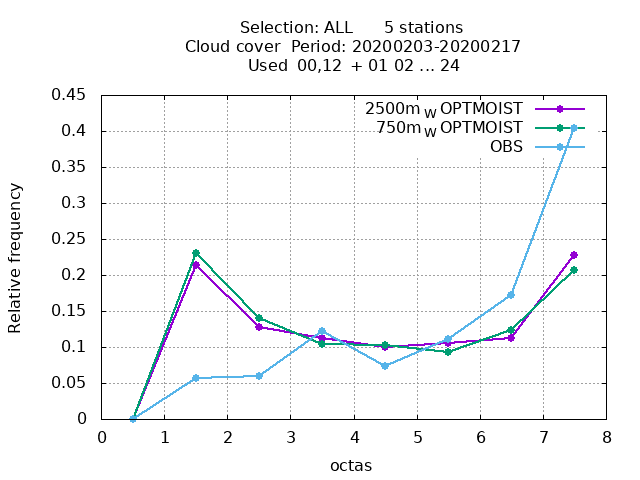 Selection: ALL 5 stations
Cloud cover Period: 20200203-20200217
Used 00,12 + 01 02 ... 24
0.45
0.4
0.35
0.3
0.25
0.2
0.15
0.1
0.05
0
Relative frequency
2500m_W OPTMOIST
750m_W OPTMOIST
OBS
0 1 2 3 4 5 6 7 8
octas